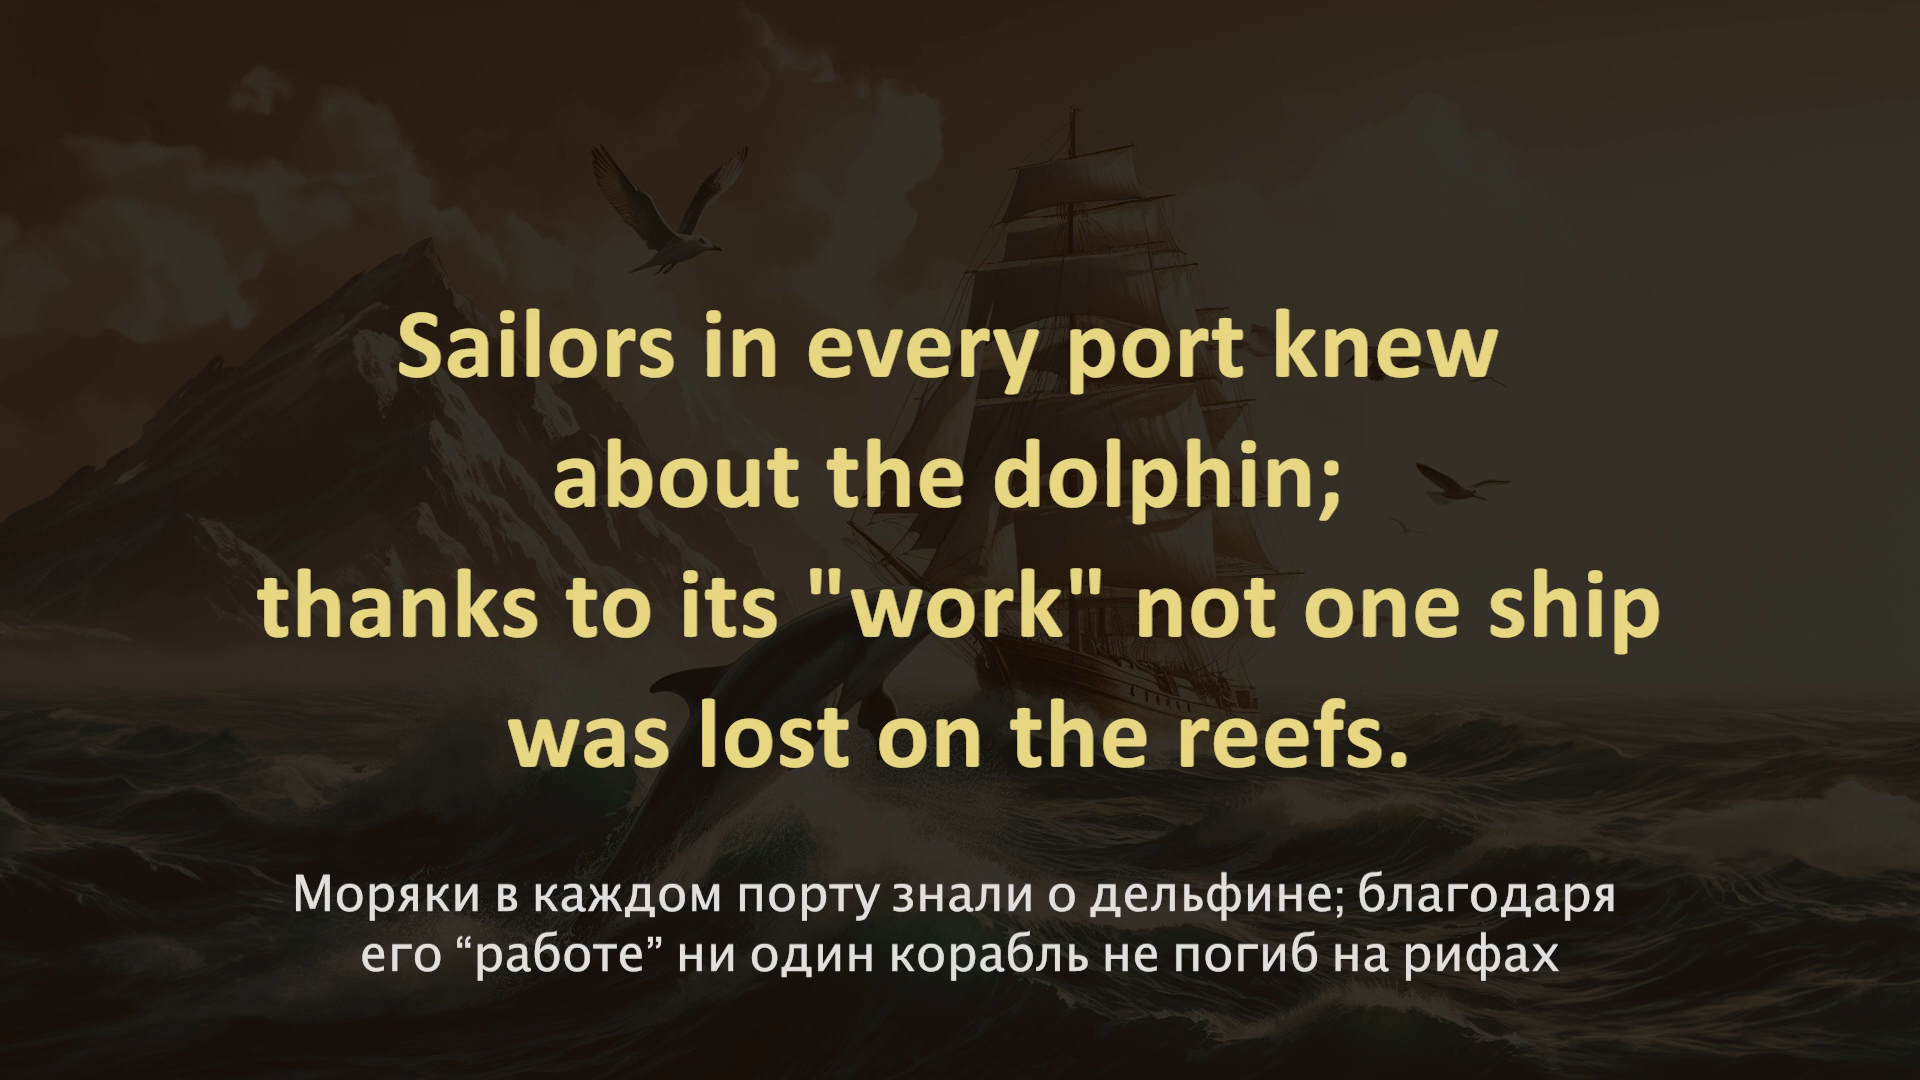 Sailors in every port knew
about the dolphin;
thanks to its "work" not one ship
was lost on the reefs.
Моряки в каждом порту знали о дельфине; благодаря
его “работе” ни один корабль не погиб на рифах